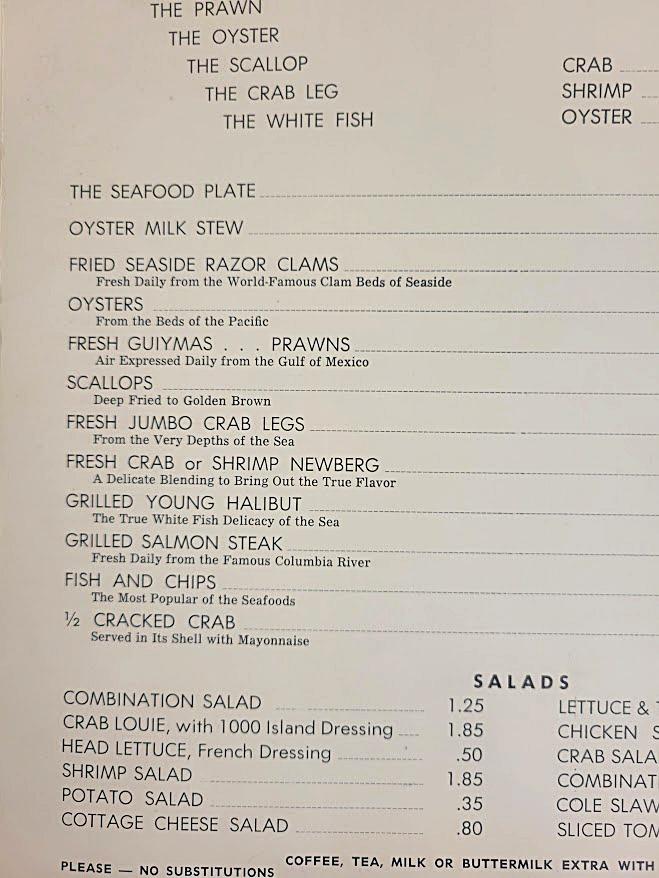 THE PRAWN
THE OYSTER
THE SCALLOP
THE CRAB LEG
THE WHITE FISH
CRAB
SHRIMP
OYSTER
THE SEAFOOD PLATE
OYSTER MILK STEW
FRIED SEASIDE RAZOR CLAMS
Fresh Daily from the World-Famous Clam Beds of Seaside
OYSTERS
From the Beds of the Pacific
FRESH GUIYMAS . . . PRAWNS
Air Expressed Daily from the Gulf of Mexico
SCALLOPS
Deep Fried to Golden Brown
FRESH JUMBO CRAB LEGS
From the Very Depths of the Sea
FRESH CRAB or SHRIMP NEWBERG
A Delicate Blending to Bring Out the True Flavor
GRILLED YOUNG HALIBUT
The True White Fish Delicacy of the Sea
GRILLED SALMON STEAK
Fresh Daily from the Famous Columbia River
FISH AND CHIPS
The Most Popular of the Seafoods
½ CRACKED CRAB
Served in Its Shell with Mayonnaise
SALADS
COMBINATION SALAD 1.25
CRAB LOUIE, with 1000 Island Dressing 1.85
HEAD LETTUCE, French Dressing .50
SHRIMP SALAD 1.85
POTATO SALAD .35
COTTAGE CHEESE SALAD .80
LETTUCE &
CHICKEN
CRAB
COLE SLAW
SLICED
PLEASE — NO SUBSTITUTIONS
COFFEE, TEA, MILK OR BUTTERMILK EXTRA WITH